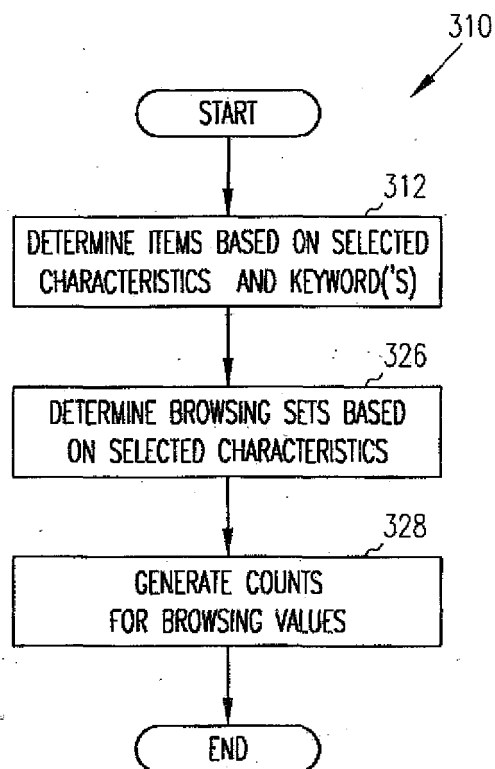 310
START
312
DETERMINE ITEMS BASED ON SELECTED
CHARACTERISTICS AND KEYWORD('S)
326
DETERMINE BROWSING SETS BASED
ON SELECTED CHARACTERISTICS
328
GENERATE COUNTS
FOR BROWSING VALUES
END